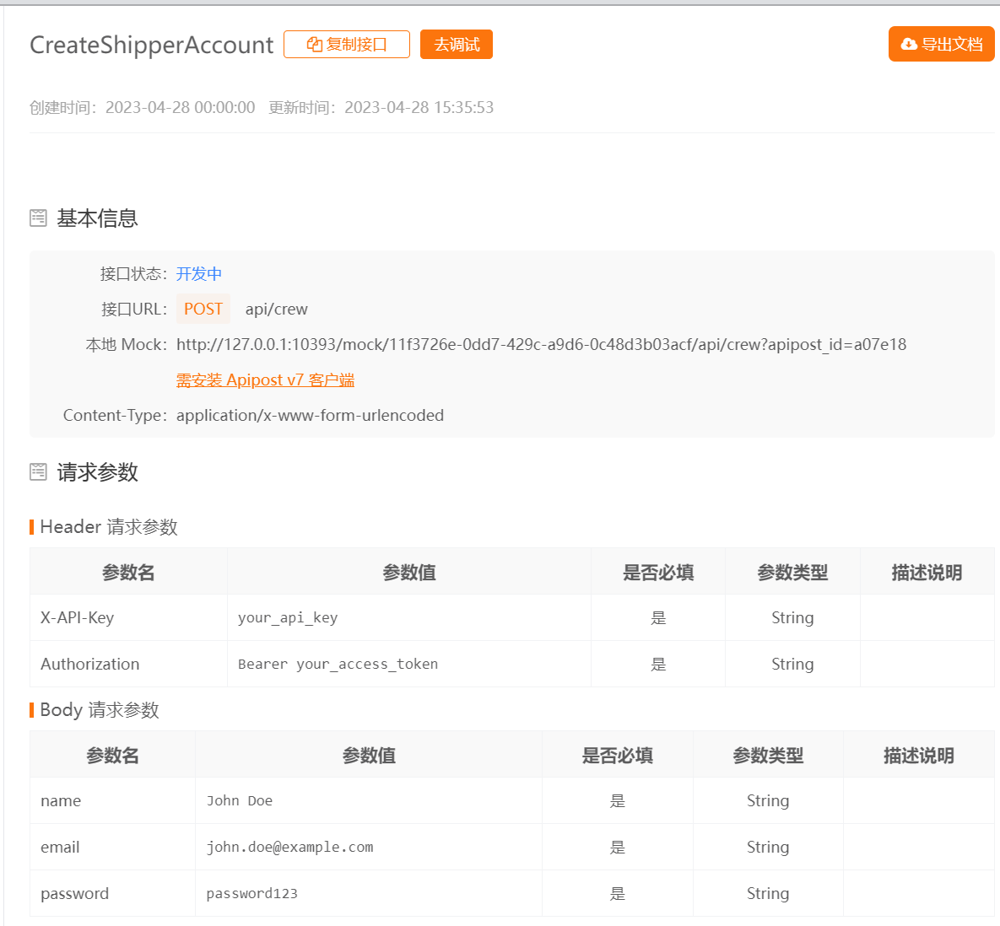 CreateShipperAccount 复制接口 去调试 导出文档
创建时间：2023-04-28 00:00:00 更新时间：2023-04-28 15:35:53
基本信息
接口状态：开发中
接口URL： POST api/crew
本地 Mock：http://127.0.0.1:10393/mock/11f3726e-0dd7-429c-a9d6-0c48d3b03acf/api/crew?apipost_id=a07e18
需安装 Apipost v7 客户端
Content-Type：application/x-www-form-urlencoded
请求参数
Header 请求参数
参数名 参数值 是否必填 参数类型 描述说明
X-API-Key your_api_key 是 String
Authorization Bearer your_access_token 是 String
Body 请求参数
参数名 参数值 是否必填 参数类型 描述说明
name John Doe 是 String
email john.doe@example.com 是 String
password password123 是 String